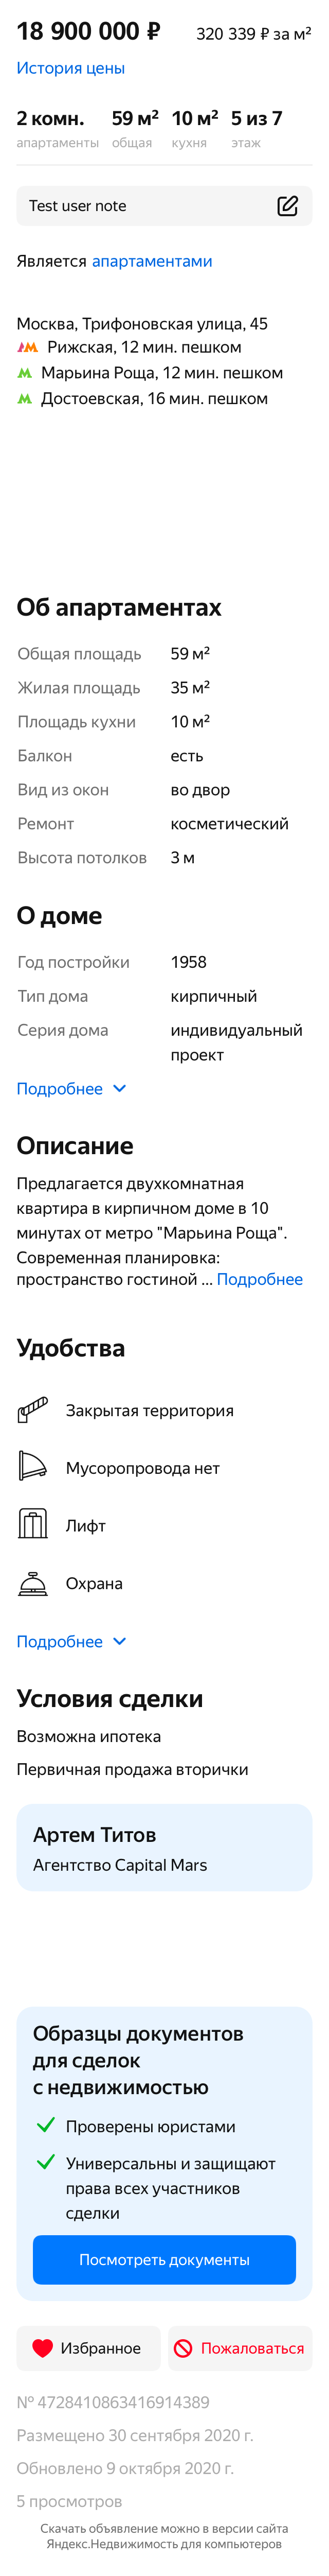 18 900 000 ₽ 320 339 ₽ за м²
История цены
2 комн. 59 м² 10 м² 5 из 7
апартаменты общая кухня этаж
Test user note
Является апартаментами
Москва, Трифоновская улица, 45
Рижская, 12 мин. пешком
Марьина Роща, 12 мин. пешком
Достоевская, 16 мин. пешком
Об апартаментах
Общая площадь 59 м²
Жилая площадь 35 м²
Площадь кухни 10 м²
Балкон есть
Вид из окон во двор
Ремонт косметический
Высота потолков 3 м
О доме
Год постройки 1958
Тип дома кирпичный
Серия дома индивидуальный
проект
Подробнее
Описание
Предлагается двухкомнатная
квартира в кирпичном доме в 10
минутах от метро "Марьина Роща".
Современная планировка:
пространство гостиной ... Подробнее
Удобства
Закрытая территория
Мусоропровода нет
Лифт
Охрана
Подробнее
Условия сделки
Возможна ипотека
Первичная продажа вторички
Артем Титов
Агентство Capital Mars
Образцы документов
для сделок
с недвижимостью
Проверены юристами
Универсальны и защищают
права всех участников
сделки
Посмотреть документы
Избранное Пожаловаться
№ 4728410863416914389
Размещено 30 сентября 2020 г.
Обновлено 9 октября 2020 г.
5 просмотров
Скачать объявление можно в версии сайта
Яндекс.Недвижимость для компьютеров